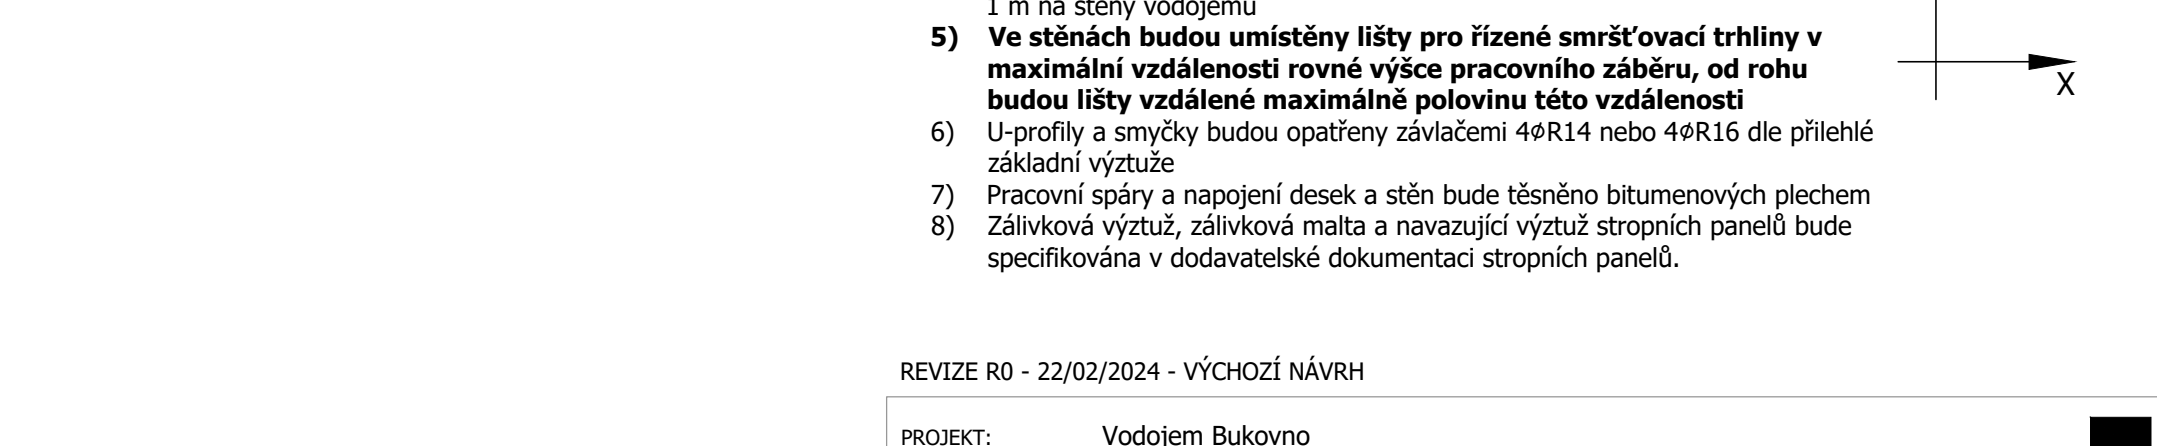 1 m na stěny vodojemu
5) Ve stěnách budou umístěny lišty pro řízené smršťovací trhliny v
maximální vzdálenosti rovné výšce pracovního záběru, od rohu
budou lišty vzdálené maximálně polovinu této vzdálenosti
X
6) U-profily a smyčky budou opatřeny závlačemi 4∅R14 nebo 4∅R16 dle přilehlé
základní výztuže
7) Pracovní spáry a napojení desek a stěn bude těsněno bitumenových plechem
8) Zálivková výztuž, zálivková malta a navazující výztuž stropních panelů bude
specifikována v dodavatelské dokumentaci stropních panelů.
REVIZE R0 - 22/02/2024 - VÝCHOZÍ NÁVRH
PROJEKT: Vodojem Bukovno